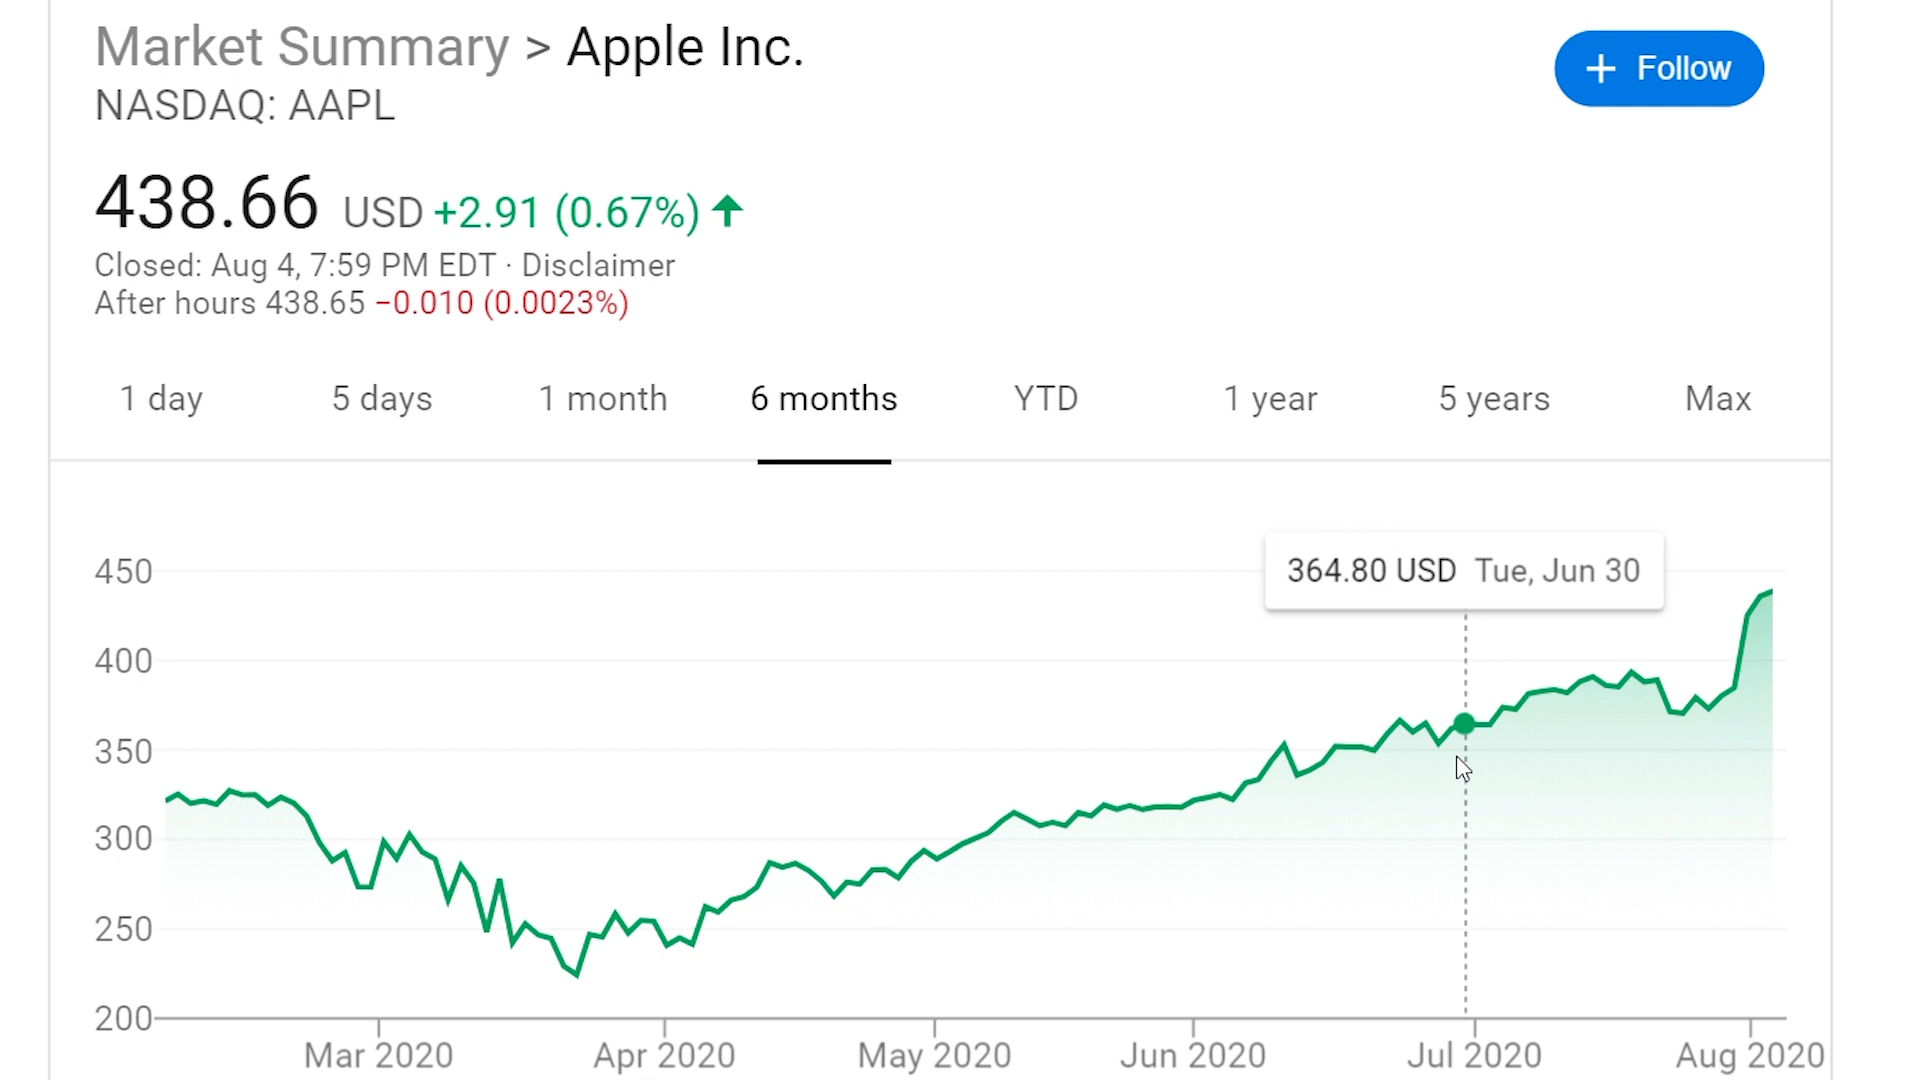 Market Summary > Apple Inc.
NASDAQ: AAPL
+ Follow
438.66 USD +2.91 (0.67%)
Closed: Aug 4, 7:59 PM EDT · Disclaimer
After hours 438.65 −0.010 (0.0023%)
1 day 5 days 1 month 6 months YTD 1 year 5 years Max
364.80 USD Tue, Jun 30
450
400
350
300
250
200
Mar 2020 Apr 2020 May 2020 Jun 2020 Jul 2020 Aug 2020